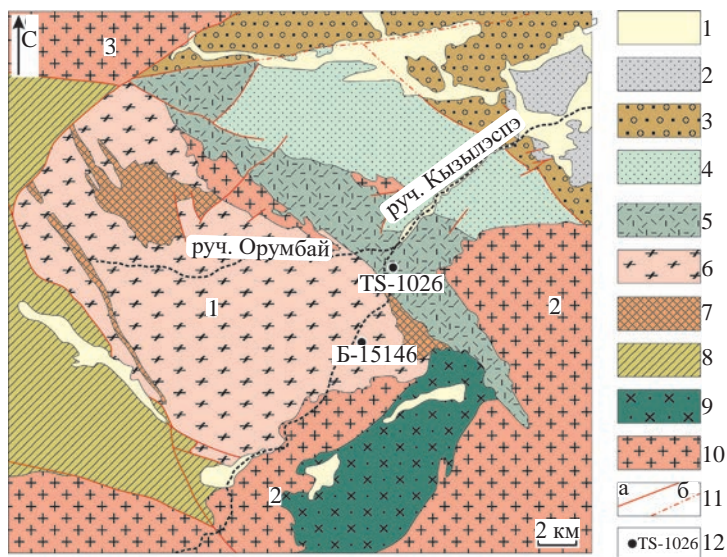 С
3
руч. Кызылэспэ
руч. Орумбай
TS-1026
1
2
Б-15146
2
2 км
1
2
3
4
5
6
7
8
9
10
а б 11
TS-1026 12